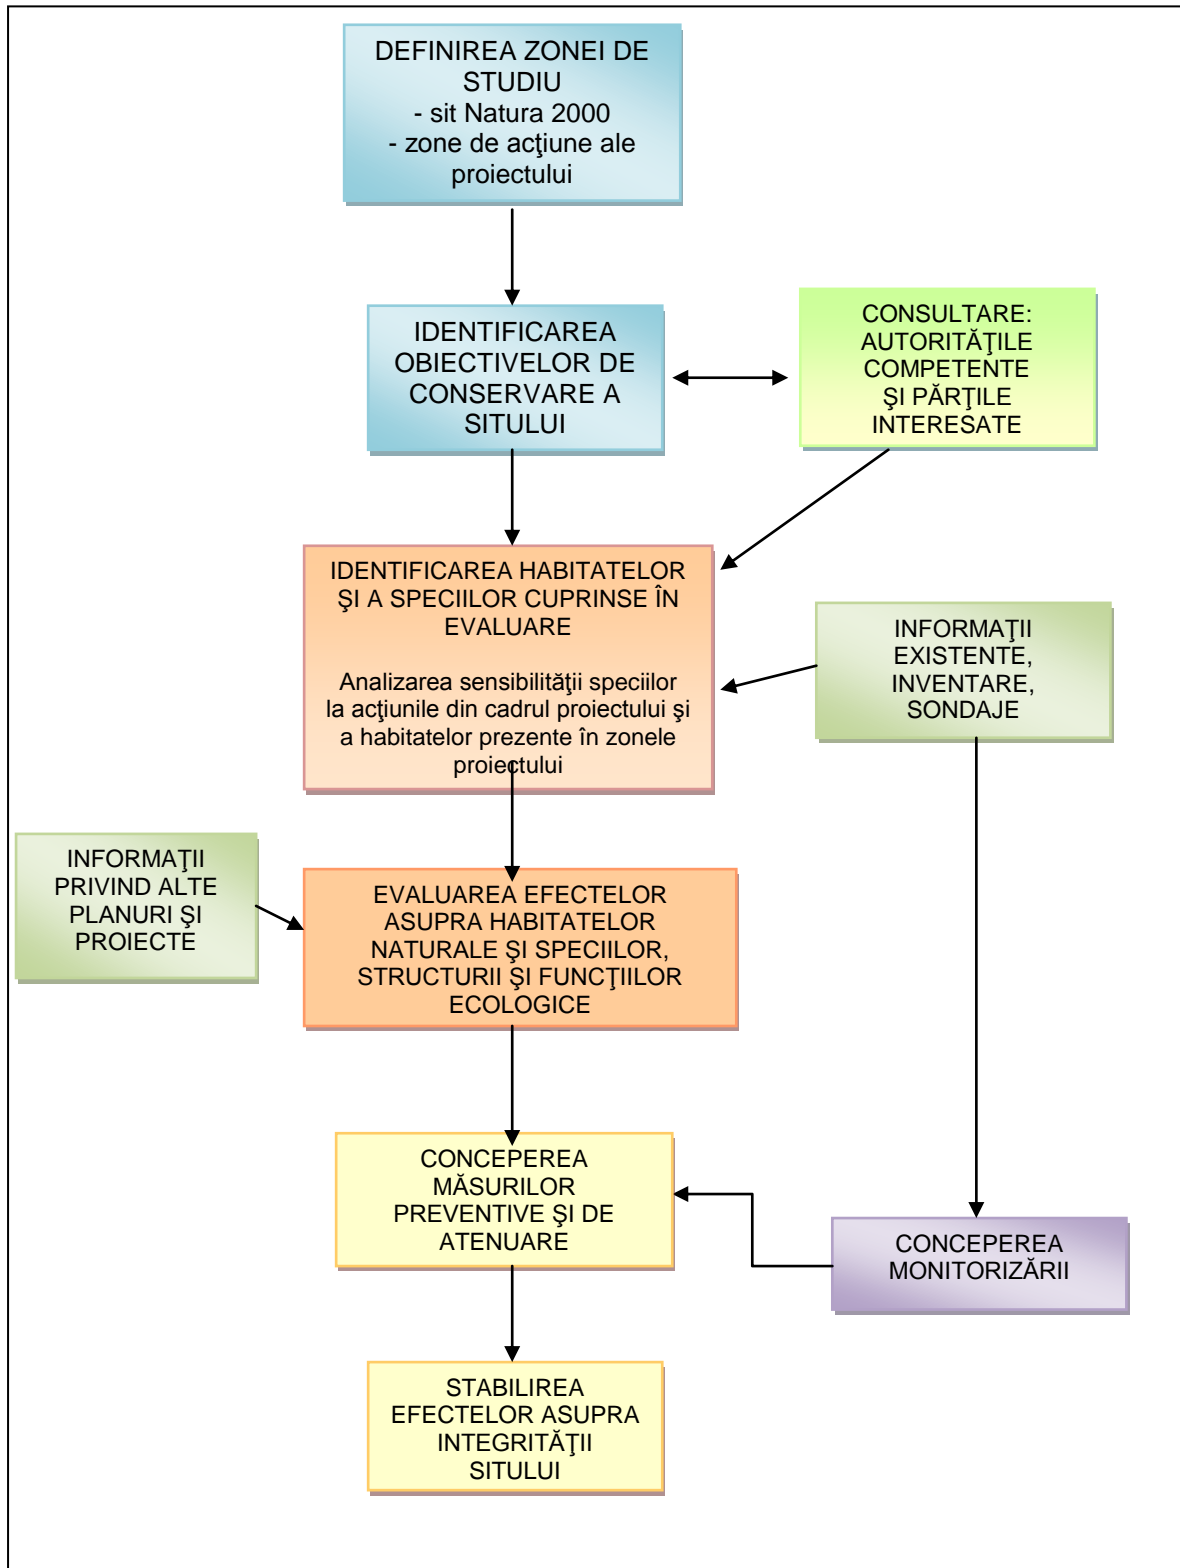 DEFINIREA ZONEI DE
STUDIU
- sit Natura 2000
- zone de acţiune ale
proiectului
IDENTIFICAREA
OBIECTIVELOR DE
CONSERVARE A
SITULUI
CONSULTARE:
AUTORITĂŢILE
COMPETENTE
ŞI PĂRŢILE
INTERESATE
IDENTIFICAREA HABITATELOR
ŞI A SPECIILOR CUPRINSE ÎN
EVALUARE
Analizarea sensibilităţii speciilor
la acţiunile din cadrul proiectului şi
a habitatelor prezente în zonele
proiectului
INFORMAŢII
EXISTENTE,
INVENTARE,
SONDAJE
INFORMAŢII
PRIVIND ALTE
PLANURI ŞI
PROIECTE
EVALUAREA EFECTELOR
ASUPRA HABITATELOR
NATURALE ŞI SPECIILOR,
STRUCTURII ŞI FUNCŢIILOR
ECOLOGICE
CONCEPEREA
MĂSURILOR
PREVENTIVE ŞI DE
ATENUARE
CONCEPEREA
MONITORIZĂRII
STABILIREA
EFECTELOR ASUPRA
INTEGRITĂŢII
SITULUI